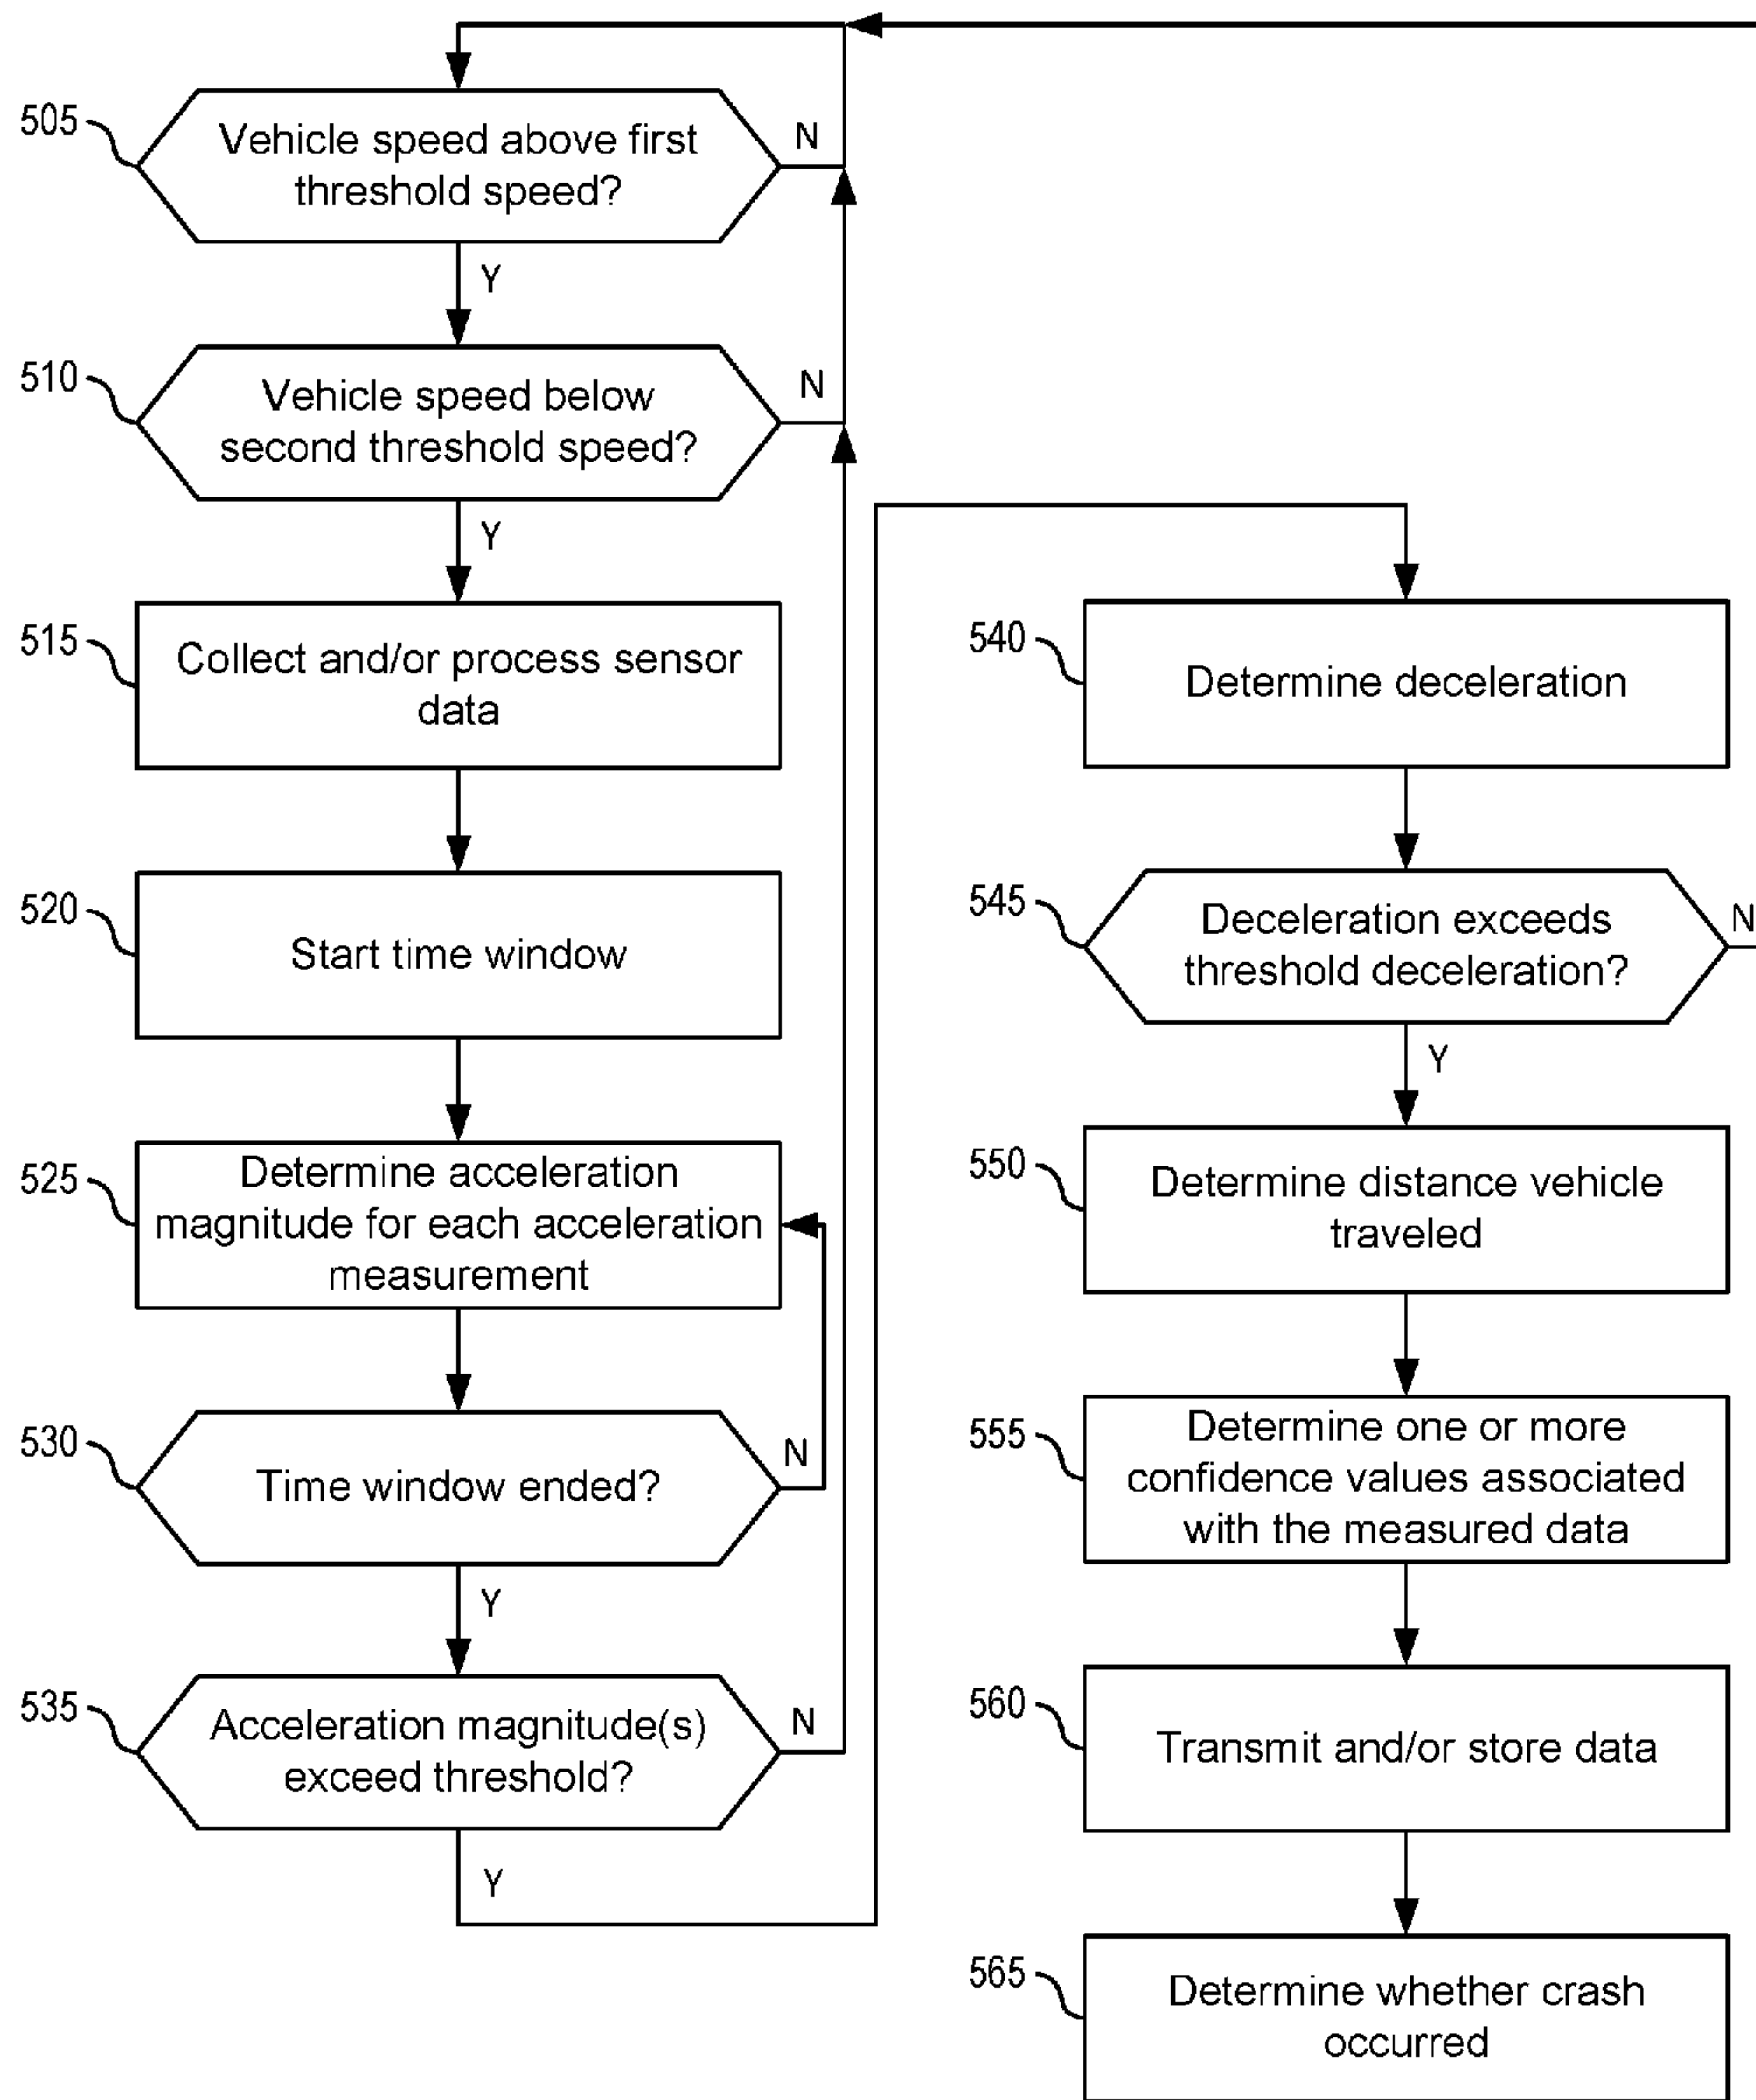 505
Vehicle speed above first
threshold speed?
N
Y
510
Vehicle speed below
second threshold speed?
N
Y
515
Collect and/or process sensor
data
520
Start time window
525
Determine acceleration
magnitude for each acceleration
measurement
530
Time window ended?
N
Y
535
Acceleration magnitude(s)
exceed threshold?
N
Y
540
Determine deceleration
545
Deceleration exceeds
threshold deceleration?
N
Y
550
Determine distance vehicle
traveled
555
Determine one or more
confidence values associated
with the measured data
560
Transmit and/or store data
565
Determine whether crash
occurred